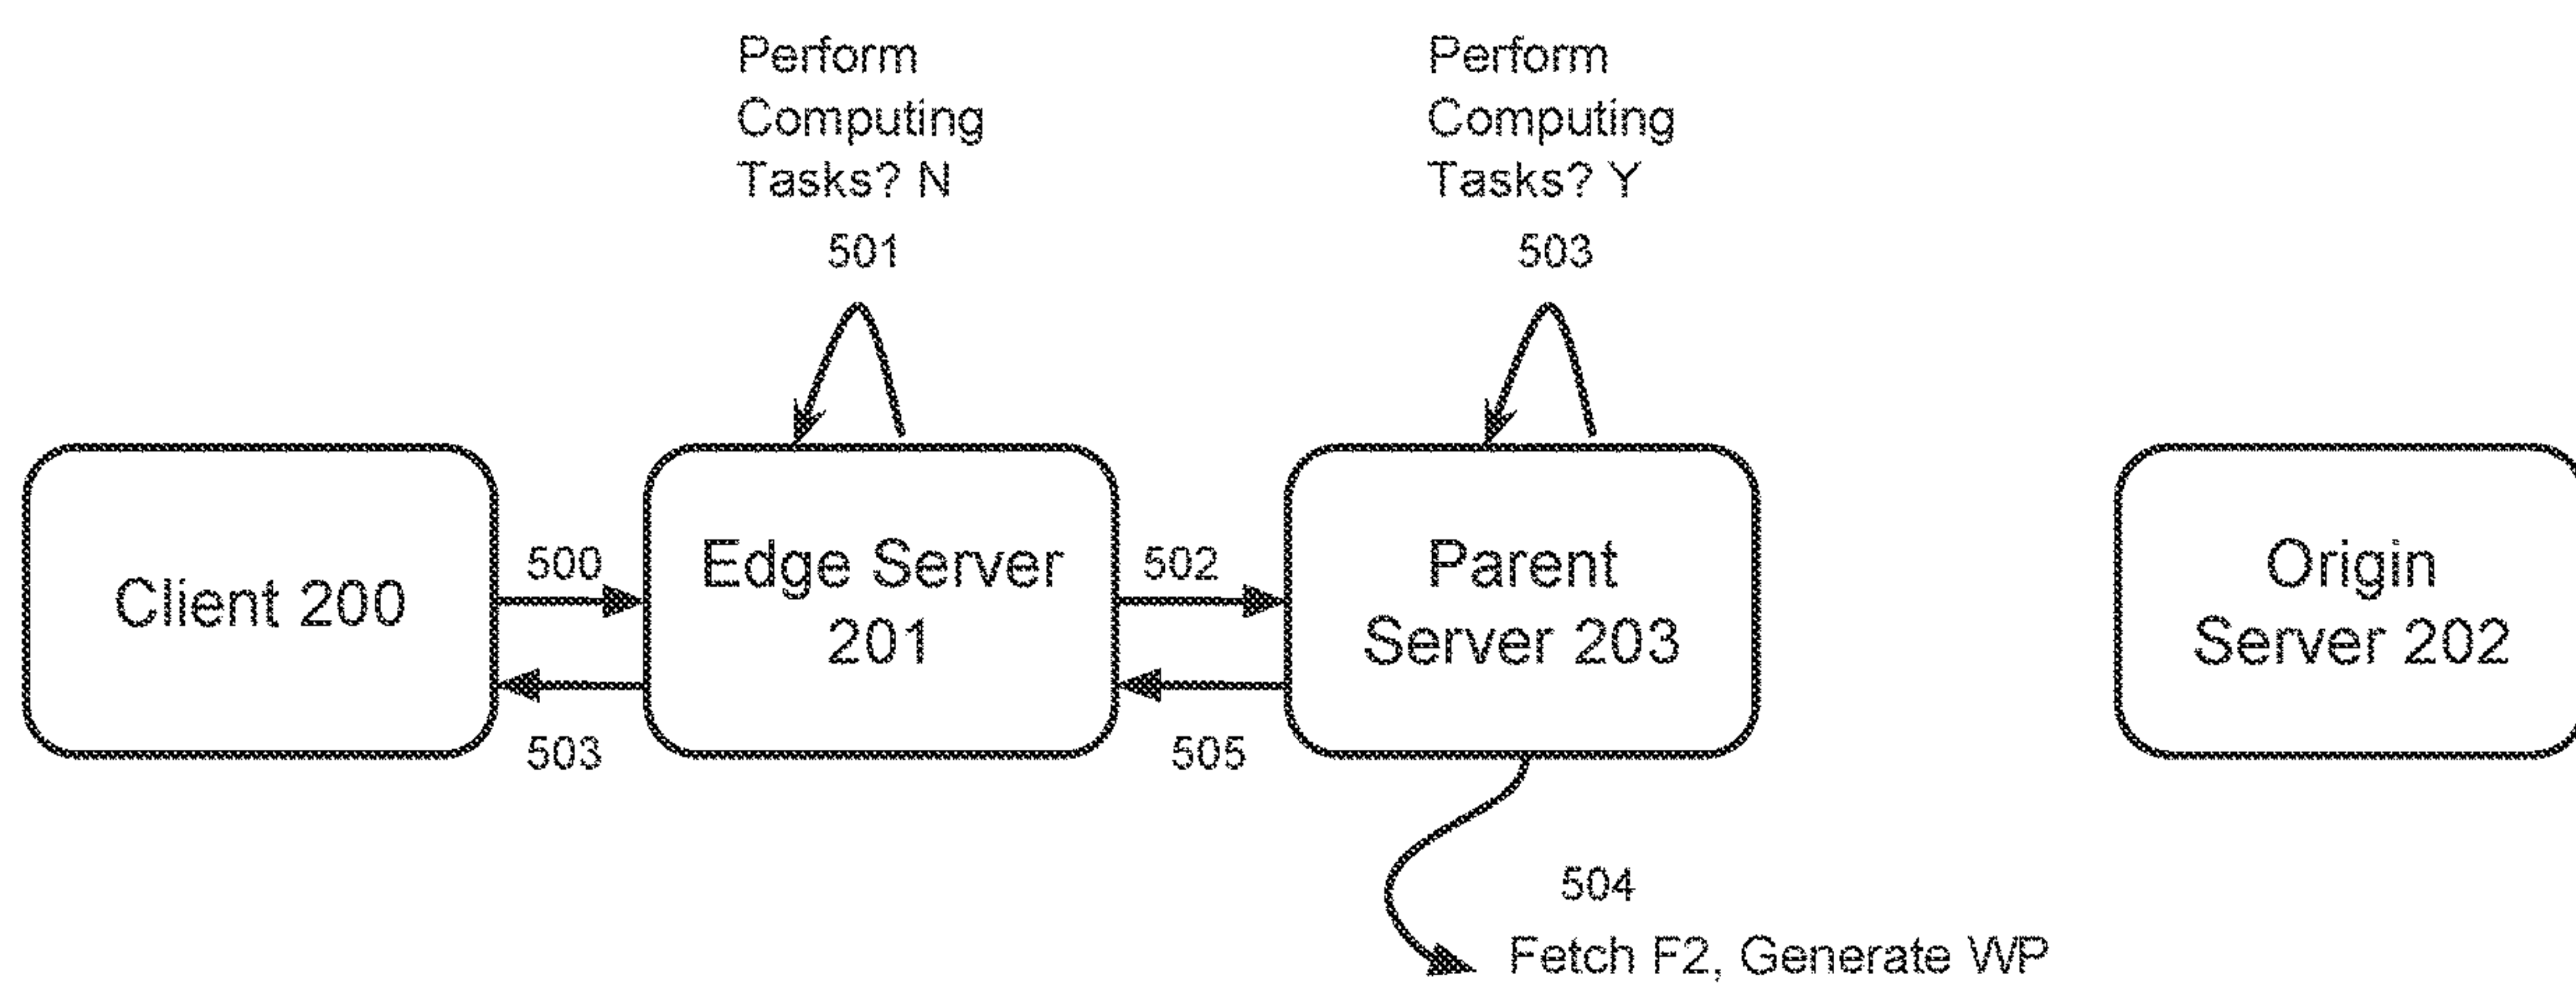 Perform
Computing
Tasks? N
501
Perform
Computing
Tasks? Y
503
Client 200
500
503
Edge Server
201
502
505
Parent
Server 203
Origin
Server 202
504
Fetch F2, Generate WP